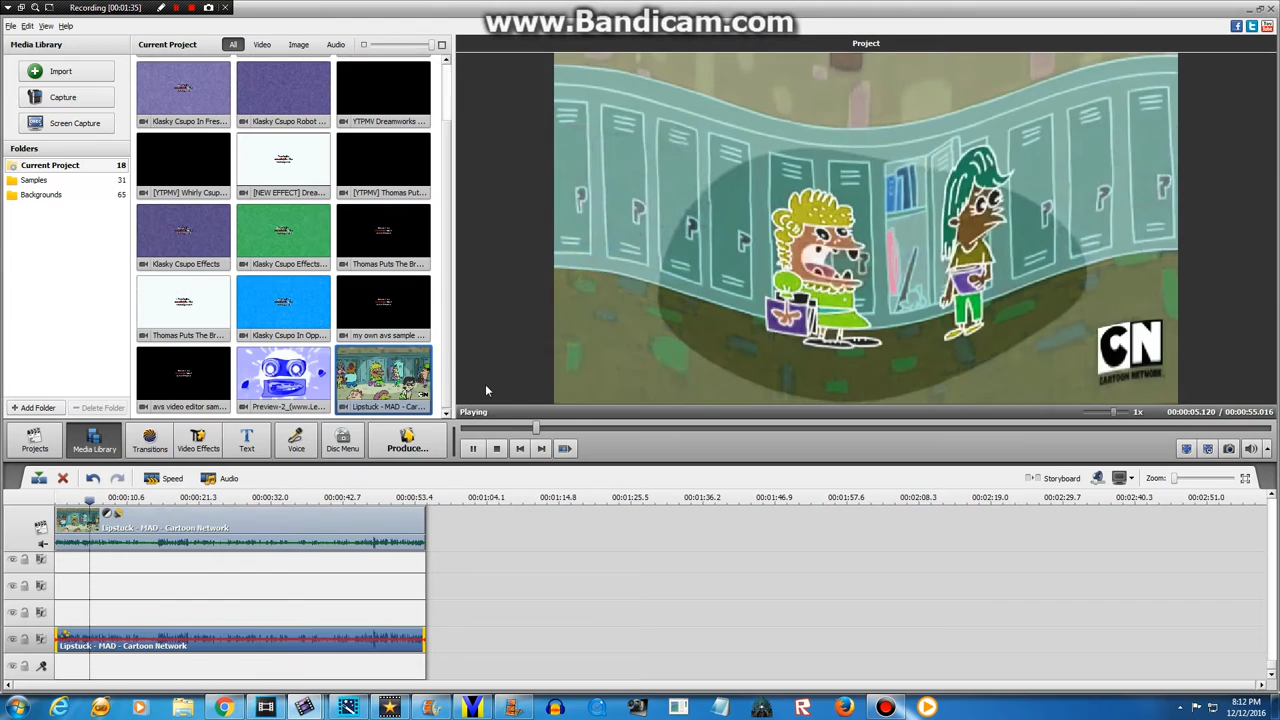 Recording [00:01:35]
www.Bandicam.com
File Edit View Help
Media Library
Current Project
All
Video
Image
Audio
Project
Import
Capture
Screen Capture
Folders
Current Project 18
Samples 31
Backgrounds 65
Klasky Csupo In Fres...
Klasky Csupo Robot ...
YTPMV Dreamworks ...
[YTPMV] Whirly Csup...
[NEW EFFECT] Drea...
[YTPMV] Thomas Put...
Klasky Csupo Effects
Klasky Csupo Effects...
Thomas Puts The Br...
Thomas Puts The Br...
Klasky Csupo In Opp...
my own avs sample ...
avs video editor sam...
Preview-2_(www.Le...
Lipstuck - MAD - Car...
CN
CARTOON NETWORK
Add Folder
Delete Folder
Playing
1x
00:00:05.120 / 00:00:55.016
Projects
Media Library
Transitions
Video Effects
Text
Voice
Disc Menu
Produce...
Speed
Audio
Storyboard
Zoom:
00:00:10.6 00:00:21.3 00:00:32.0 00:00:42.7 00:00:53.4 00:01:04.1 00:01:14.8 00:01:25.5 00:01:36.2 00:01:46.9 00:01:57.6 00:02:08.3 00:02:19.0 00:02:29.7 00:02:40.3 00:02:51.0
Lipstuck - MAD - Cartoon Network
Lipstuck - MAD - Cartoon Network
8:12 PM
12/12/2016